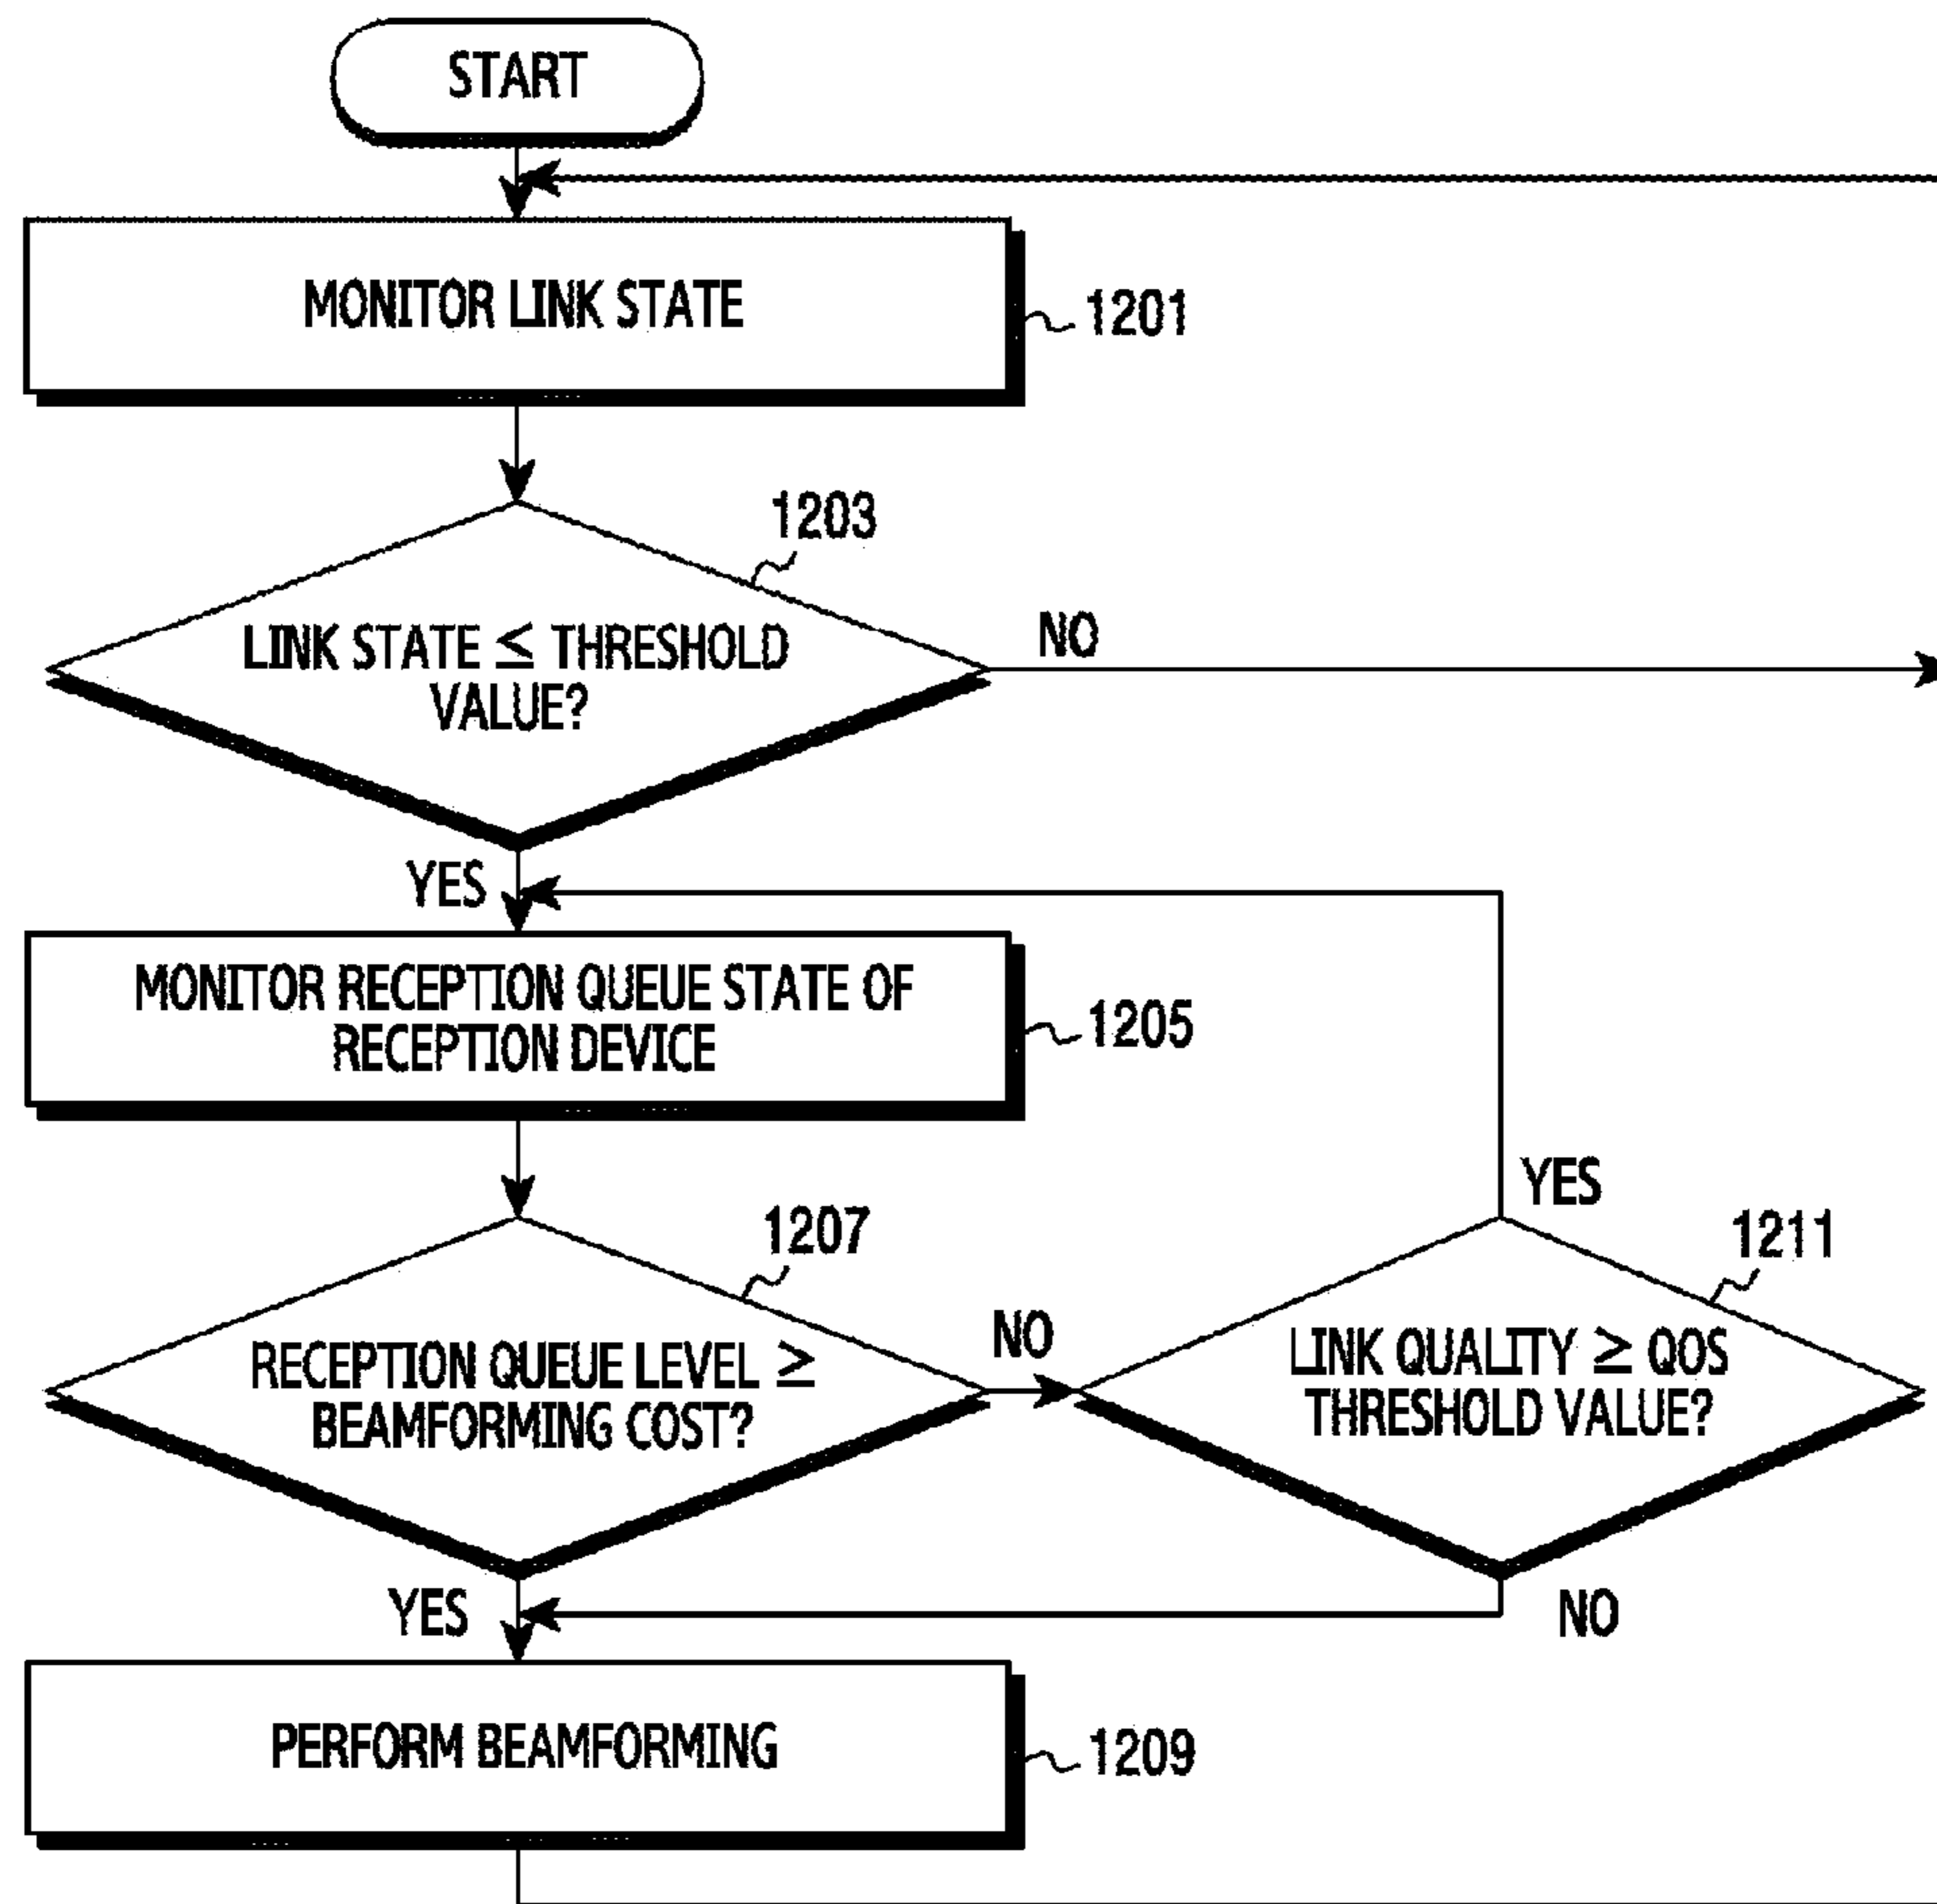 START
MONITOR LINK STATE
1201
1203
LINK STATE ≤ THRESHOLD
VALUE?
NO
YES
MONITOR RECEPTION QUEUE STATE OF
RECEPTION DEVICE
1205
YES
1207
1211
RECEPTION QUEUE LEVEL ≥
BEAMFORMING COST?
NO
LINK QUALITY ≥ QOS
THRESHOLD VALUE?
YES
NO
PERFORM BEAMFORMING
1209